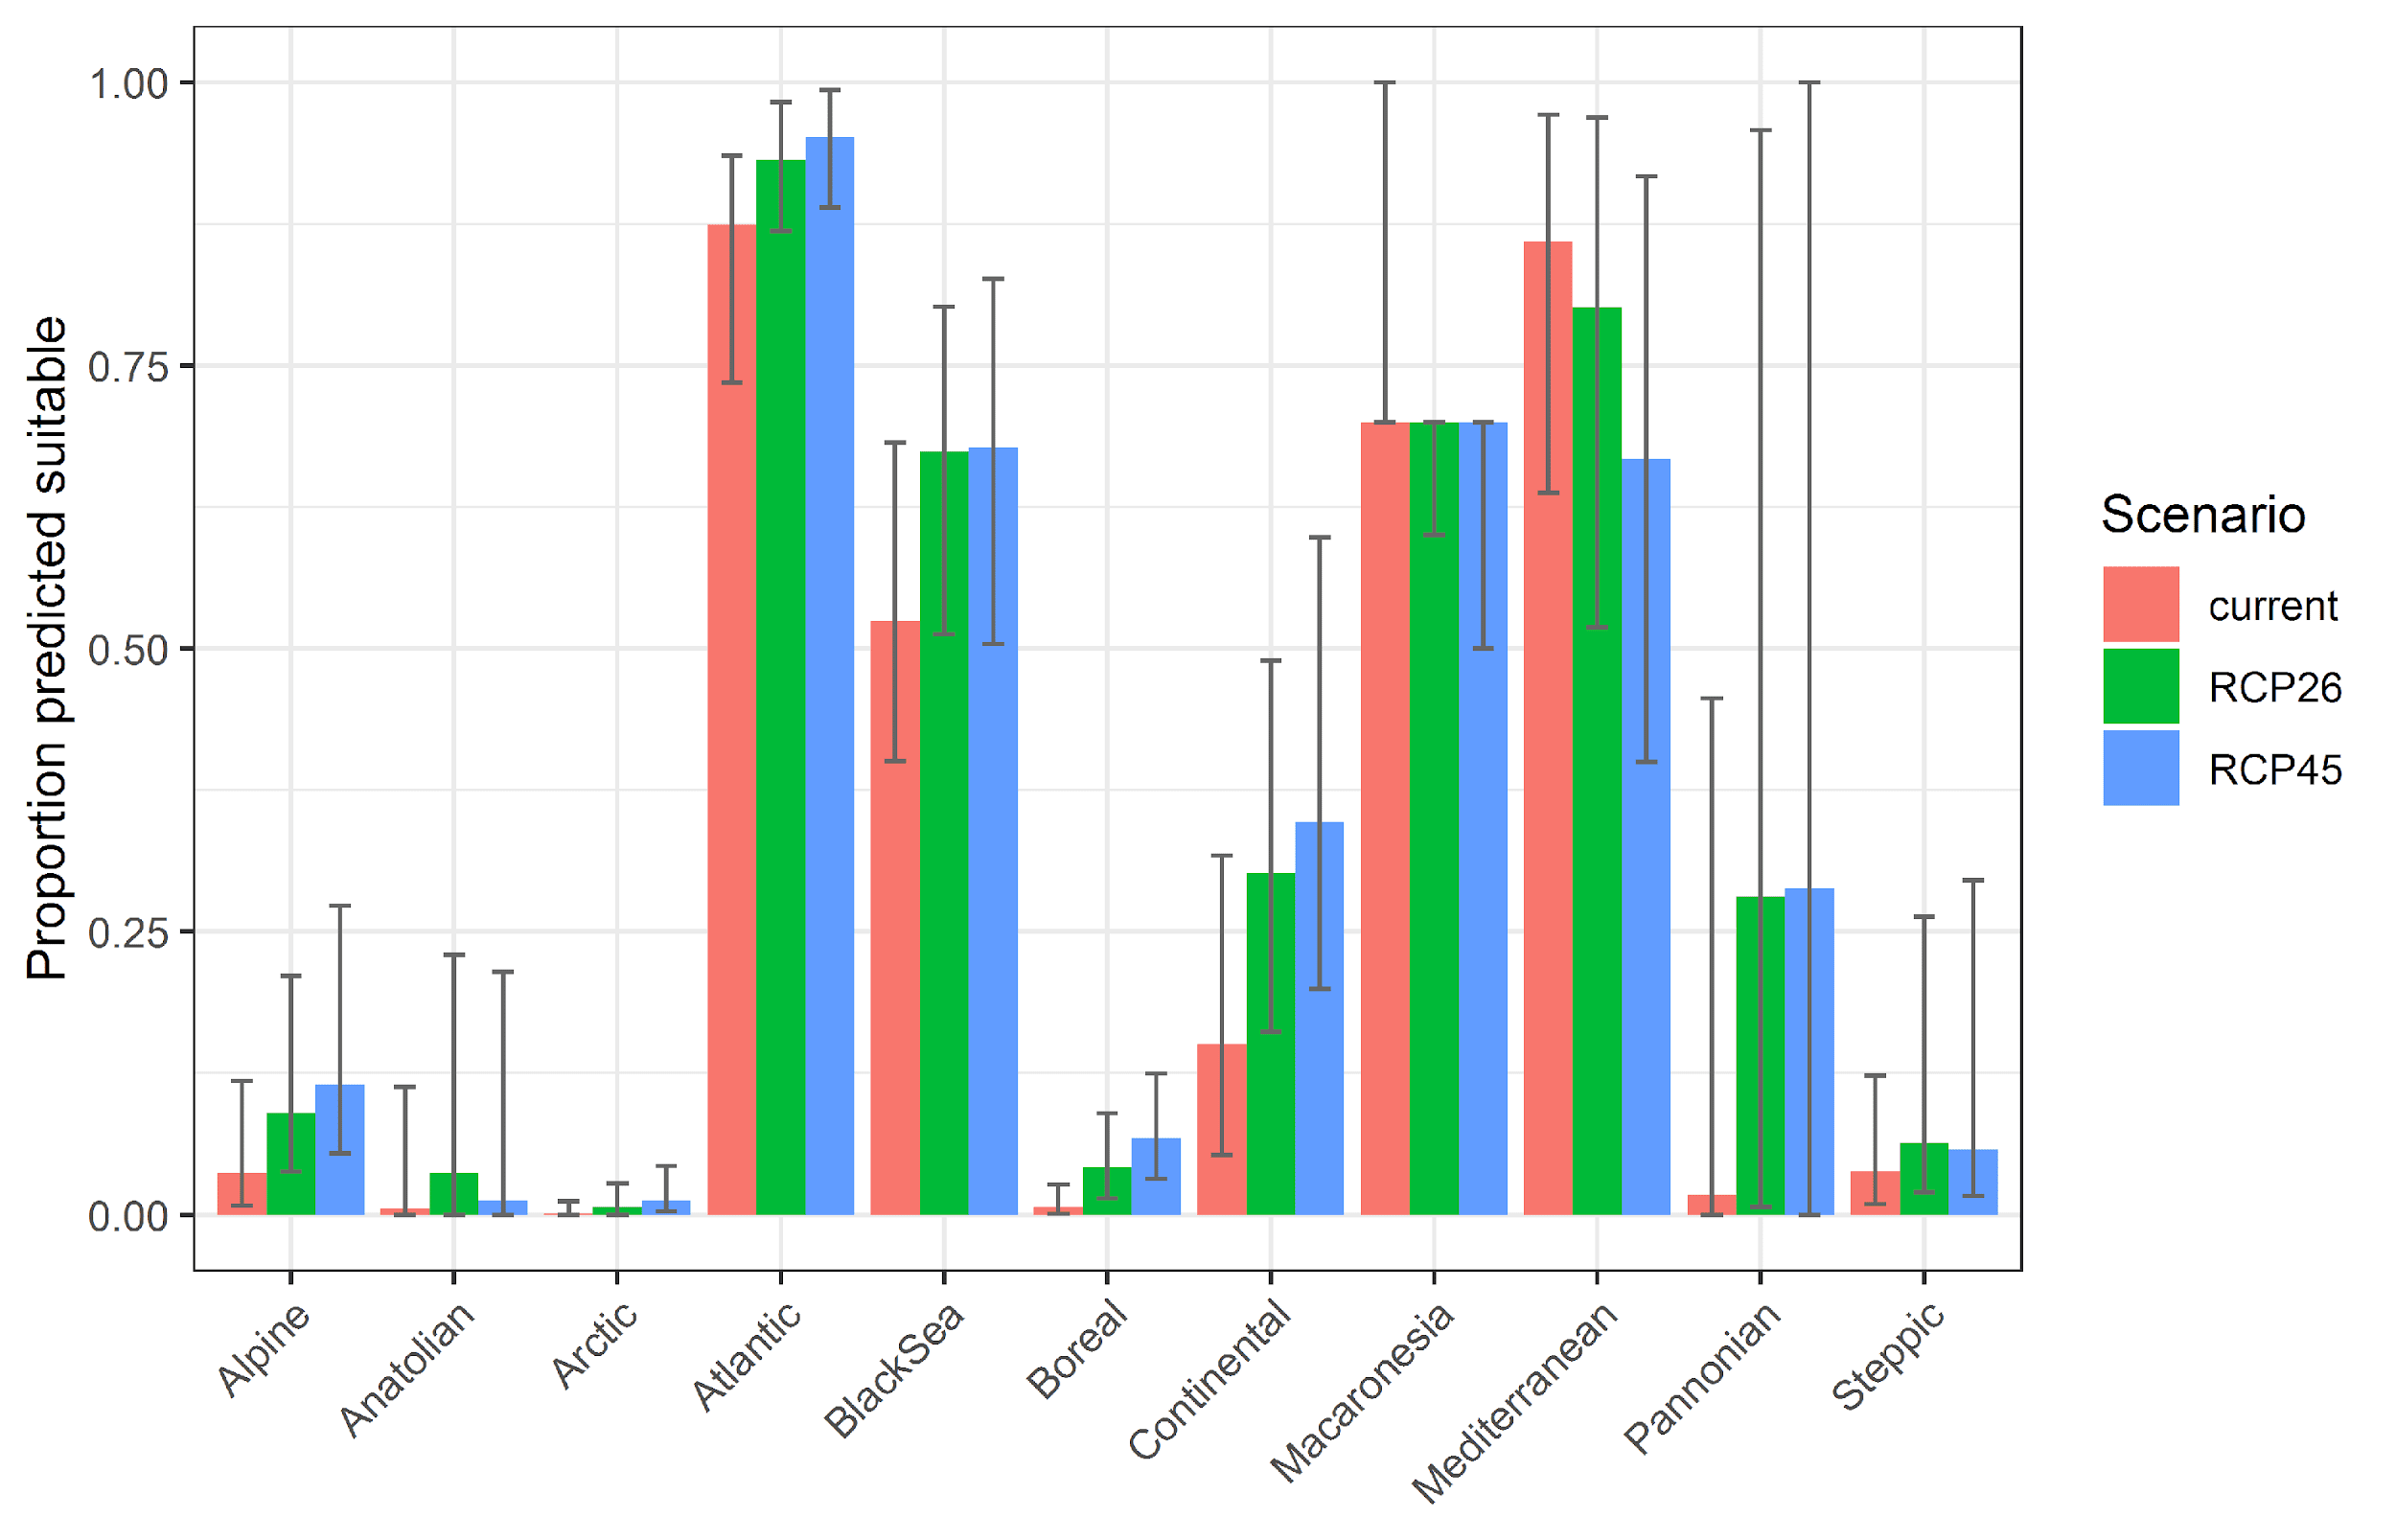 Proportion predicted suitable
1.00
0.75
0.50
0.25
0.00
Alpine
Anatolian
Arctic
Atlantic
BlackSea
Boreal
Continental
Macaronesia
Mediterranean
Pannonian
Steppic
Scenario
current
RCP26
RCP45